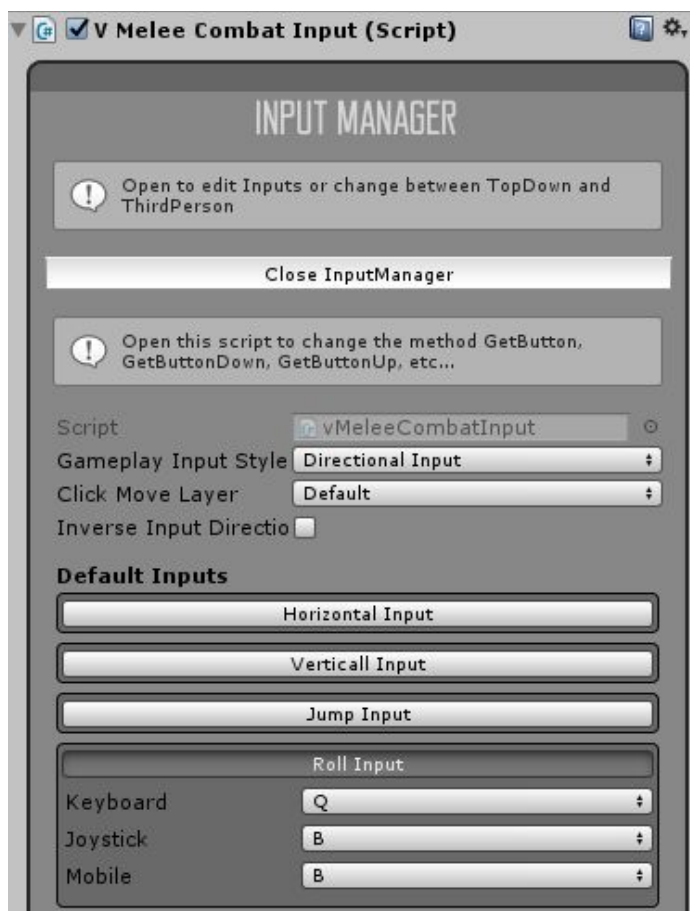 V Melee Combat Input (Script)
INPUT MANAGER
Open to edit Inputs or change between TopDown and
ThirdPerson
Close InputManager
Open this script to change the method GetButton,
GetButtonDown, GetButtonUp, etc...
Script vMeleeCombatInput
Gameplay Input Style Directional Input
Click Move Layer Default
Inverse Input Directio
Default Inputs
Horizontal Input
Verticall Input
Jump Input
Roll Input
Keyboard Q
Joystick B
Mobile B